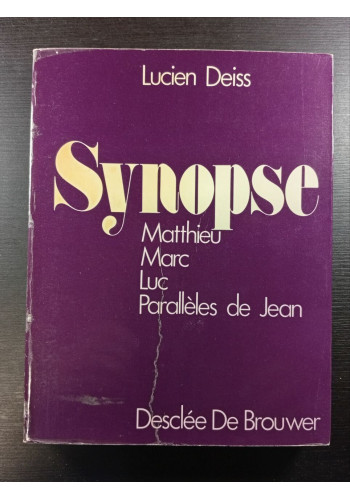 Lucien Deiss
Synopse
Matthieu
Marc
Luc
Parallèles de Jean
Desclée De Brouwer